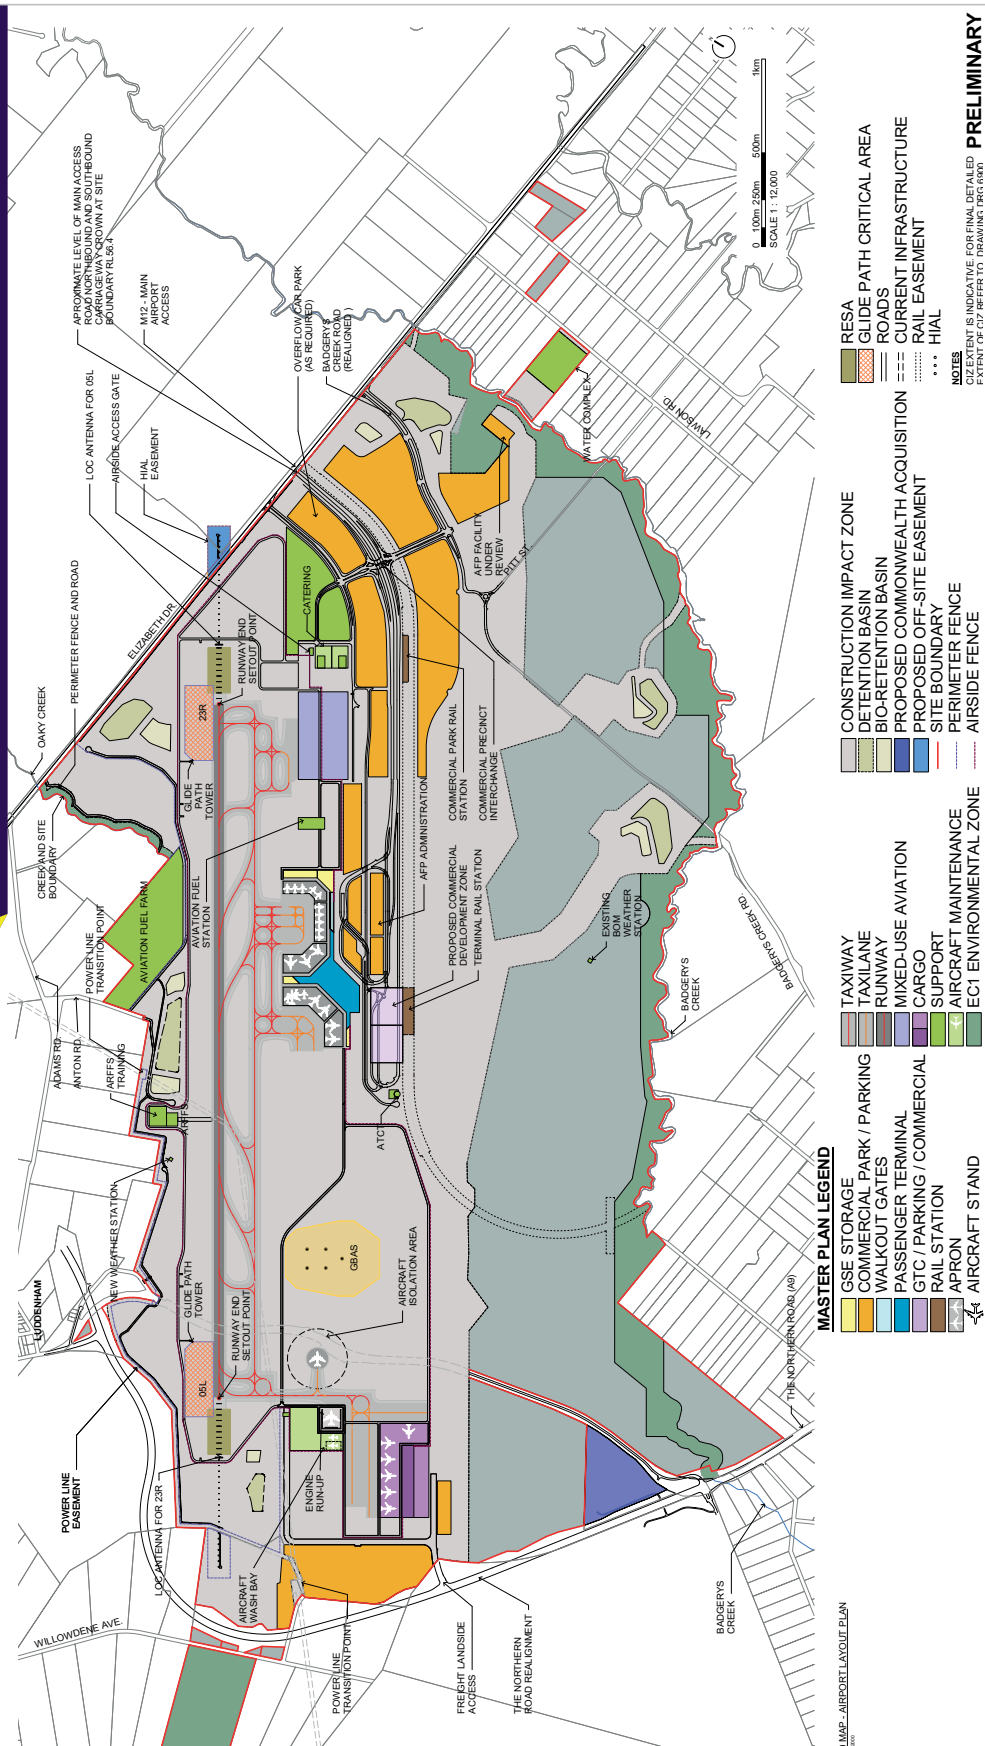 WILLOWDENE AVE.
POWER LINE
EASEMENT
LUDDENHAM
NEW WEATHER STATION
GLIDE PATH
TOWER
05L
RUNWAY END
SETOUT POINT
LOC ANTENNA FOR 23R
AIRCRAFT
WASH BAY
ENGINE
RUN-UP
POWER LINE
TRANSITION POINT
FREIGHT LANDSIDE
ACCESS
THE NORTHERN
ROAD REALIGNMENT
BADGERYS
CREEK
THE NORTHERN ROAD (A9)
AIRCRAFT
ISOLATION AREA
GBAS
ADAMS RD.
ANTON RD.
ARFFS
TRAINING
ARFFS
POWER LINE
TRANSITION POINT
CREEK AND SITE
BOUNDARY
AVIATION FUEL FARM
AVIATION FUEL
STATION
OAKY CREEK
PERIMETER FENCE AND ROAD
ELIZABETH DR.
GLIDE
PATH
TOWER
23R
RUNWAY END
SETOUT POINT
LOC ANTENNA FOR 05L
AIRSIDE ACCESS GATE
HIAL
EASEMENT
APROXIMATE LEVEL OF MAIN ACCESS
ROAD NORTHBOUND AND SOUTHBOUND
CARRIAGEWAY CROWN AT SITE
BOUNDARY RL56.4
M12 - MAIN
AIRPORT
ACCESS
OVERFLOW CAR PARK
(AS REQUIRED)
BADGERYS
CREEK ROAD
(REALIGNED)
CATERING
AFP FACILITY
UNDER
REVIEW
PITT ST
WATER COMPLEX
LAWSON RD.
COMMERCIAL PARK RAIL
STATION
COMMERCIAL PRECINCT
INTERCHANGE
AFP ADMINISTRATION
PROPOSED COMMERCIAL
DEVELOPMENT ZONE
TERMINAL RAIL STATION
ATCT
EXISTING
BOM
WEATHER
STATION
BADGERYS
CREEK
BADGERYS CREEK RD.
0 100m 250m 500m 1km
SCALE 1 : 12,000
MASTER PLAN LEGEND
GSE STORAGE
COMMERCIAL PARK / PARKING
WALKOUT GATES
PASSENGER TERMINAL
GTC / PARKING / COMMERCIAL
RAIL STATION
APRON
AIRCRAFT STAND
TAXIWAY
TAXILANE
RUNWAY
MIXED-USE AVIATION
CARGO
SUPPORT
AIRCRAFT MAINTENANCE
EC1 ENVIRONMENTAL ZONE
CONSTRUCTION IMPACT ZONE
DETENTION BASIN
BIO-RETENTION BASIN
PROPOSED COMMONWEALTH ACQUISITION
PROPOSED OFF-SITE EASEMENT
SITE BOUNDARY
PERIMETER FENCE
AIRSIDE FENCE
RESA
GLIDE PATH CRITICAL AREA
ROADS
CURRENT INFRASTRUCTURE
RAIL EASEMENT
HIAL
NOTES
CIZ EXTENT IS INDICATIVE. FOR FINAL DETAILED
EXTENT OF CIZ REFER TO DRAWING DRG 6900
PRELIMINARY
MAP - AIRPORT LAYOUT PLAN